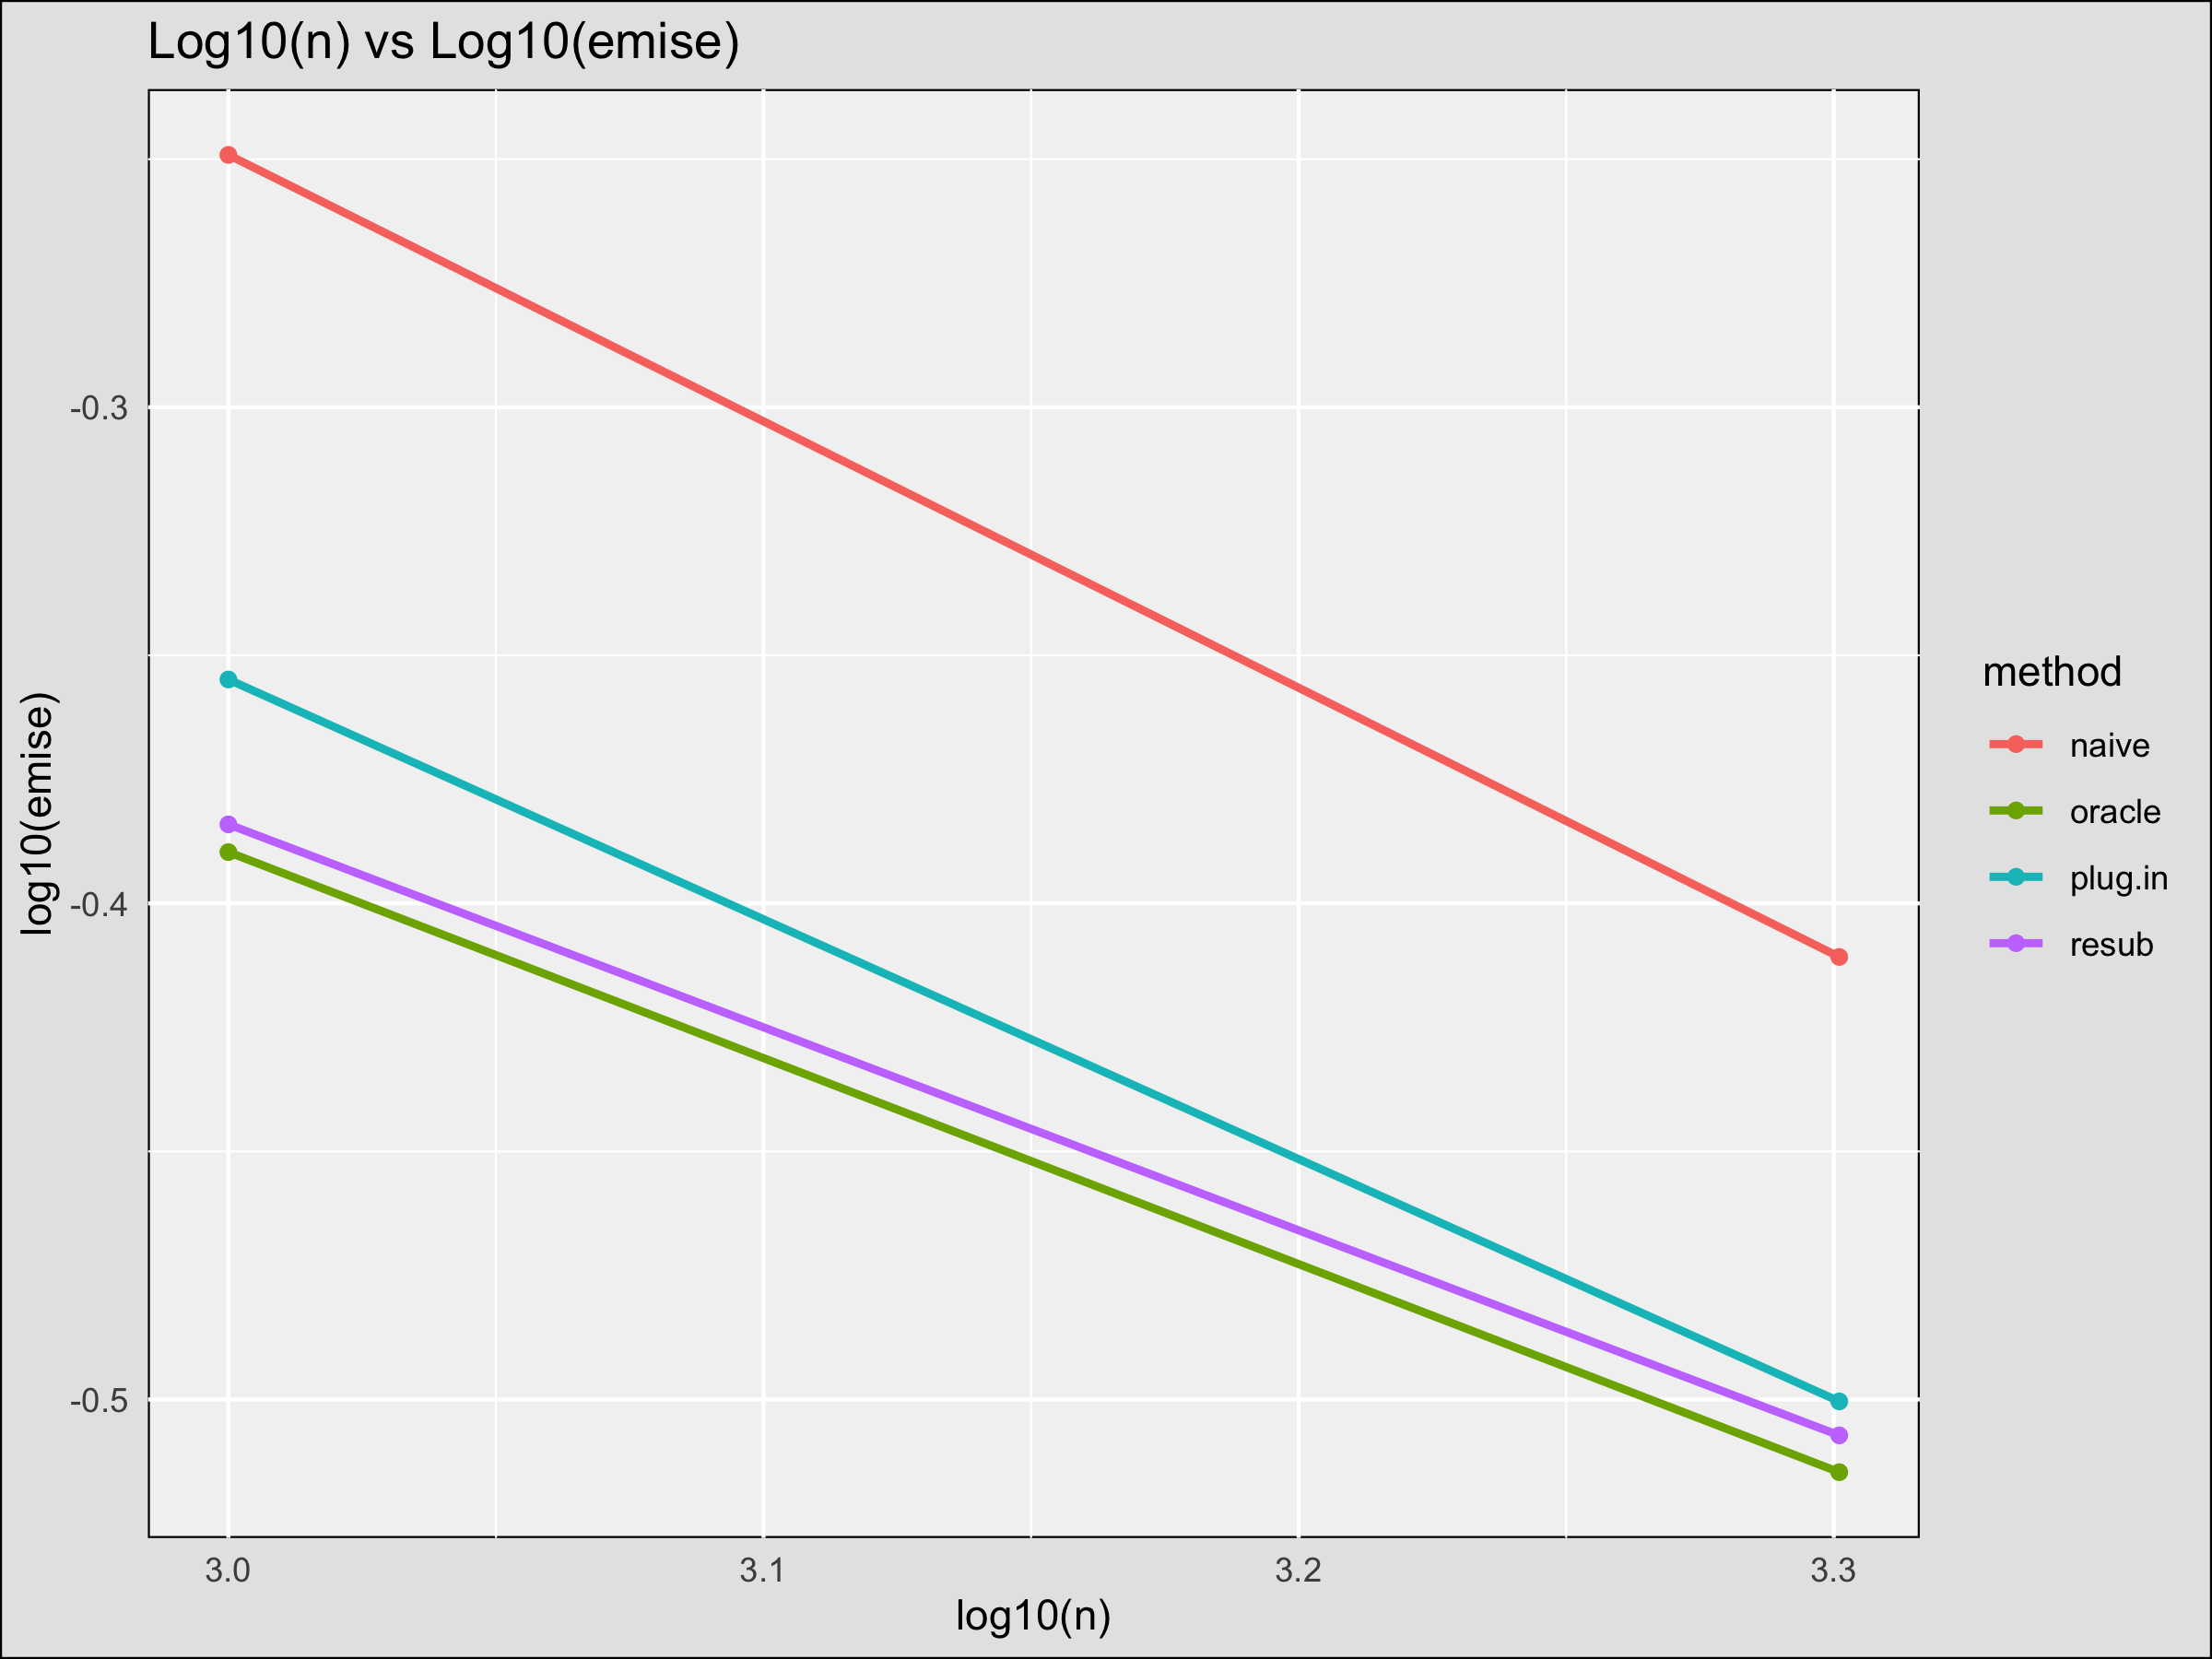 Log10(n) vs Log10(emise)
log10(emise)
-0.3
-0.4
-0.5
3.0
3.1
3.2
3.3
log10(n)
method
naive
oracle
plug.in
resub